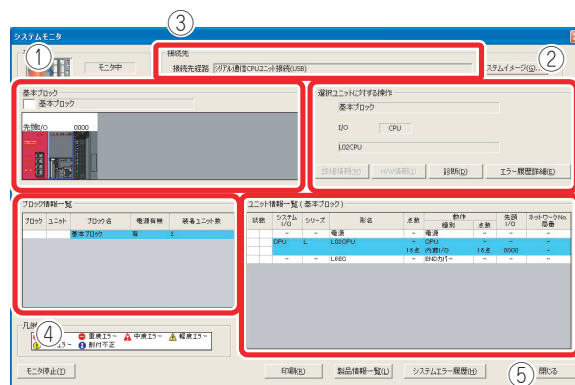 システムモニタ
③
①
モニタ中
接続先
接続先経路 シリアル通信CPUユニット接続(USB)
ステムイメージ(G)...
②
基本ブロック
基本ブロック
先頭I/O 0000
選択ユニットに対する操作
基本ブロック
I/O CPU
L02CPU
詳細情報(N) H/W情報(I) 診断(D) エラー履歴詳細(E)
ブロック情報一覧
ブロック ユニット ブロック名 電源有無 装着ユニット数
基本ブロック 有 2
ユニット情報一覧(基本ブロック)
状態 システムI/O シリーズ 形名 点数 動作 種別 点数 先頭I/O ネットワークNo.局番
- - 電源 - 電源 - - -
CPU L L02CPU - CPU - - -
16点 内蔵I/O 16点 0000 -
- - L6EC - ENDカバー - - -
④
重度エラー 中度エラー 軽度エラー
割付不正
モニタ停止(T)
印刷(R) 製品情報一覧(L) システムエラー履歴(H)
⑤
閉じる